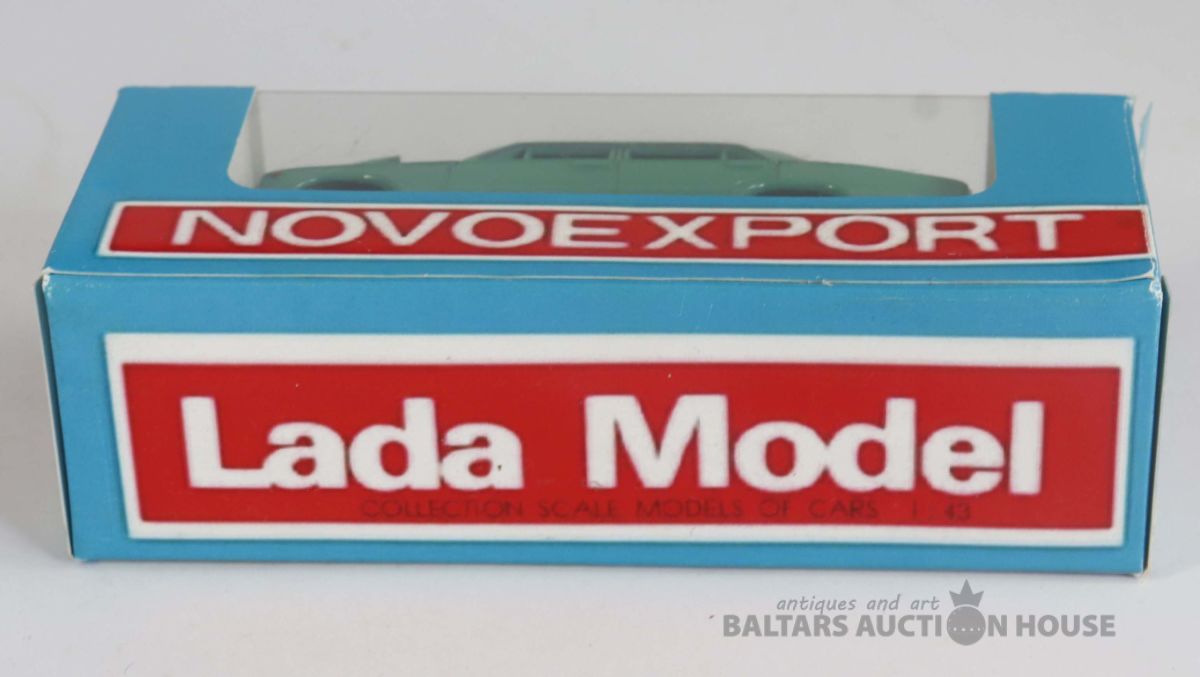 NOVOEXPORT
Lada Model
COLLECTION SCALE MODELS OF CARS 1:43
antiques and art
BALTARS AUCTION HOUSE